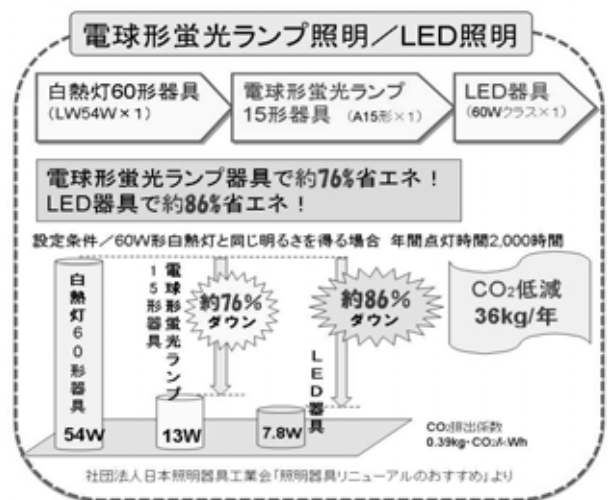 電球形蛍光ランプ照明／LED照明
白熱灯60形器具
（LW54W×1）
電球形蛍光ランプ
15形器具（A15形×1）
LED器具
（60Wクラス×1）
電球形蛍光ランプ器具で約76%省エネ！
LED器具で約86%省エネ！
設定条件／60W形白熱灯と同じ明るさを得る場合 年間点灯時間2,000時間
白熱灯60形器具
54W
電球形蛍光ランプ
15形器具
13W
約76%
ダウン
LED器具
7.8W
約86%
ダウン
CO₂低減
36kg/年
CO₂排出係数
0.39kg-CO₂/kWh
社団法人日本照明器具工業会「照明器具リニューアルのおすすめ」より